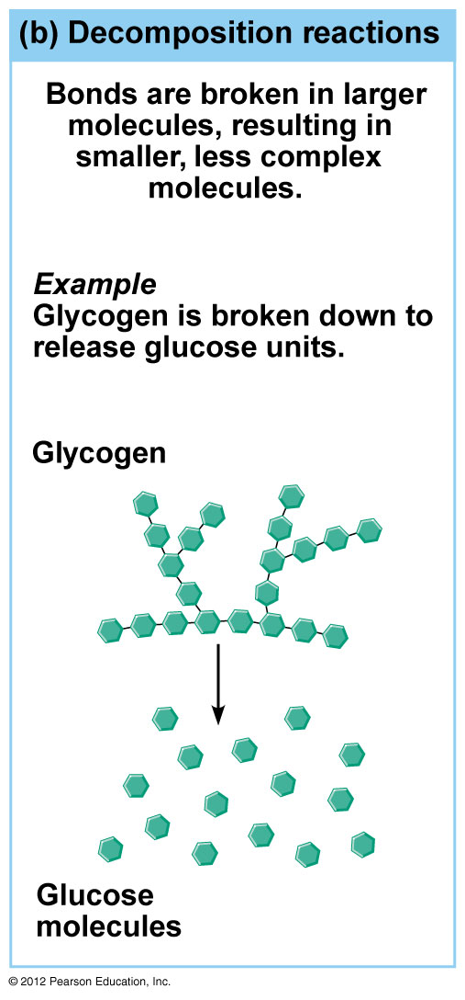 (b) Decomposition reactions
Bonds are broken in larger
molecules, resulting in
smaller, less complex
molecules.
Example
Glycogen is broken down to
release glucose units.
Glycogen
Glucose
molecules
© 2012 Pearson Education, Inc.